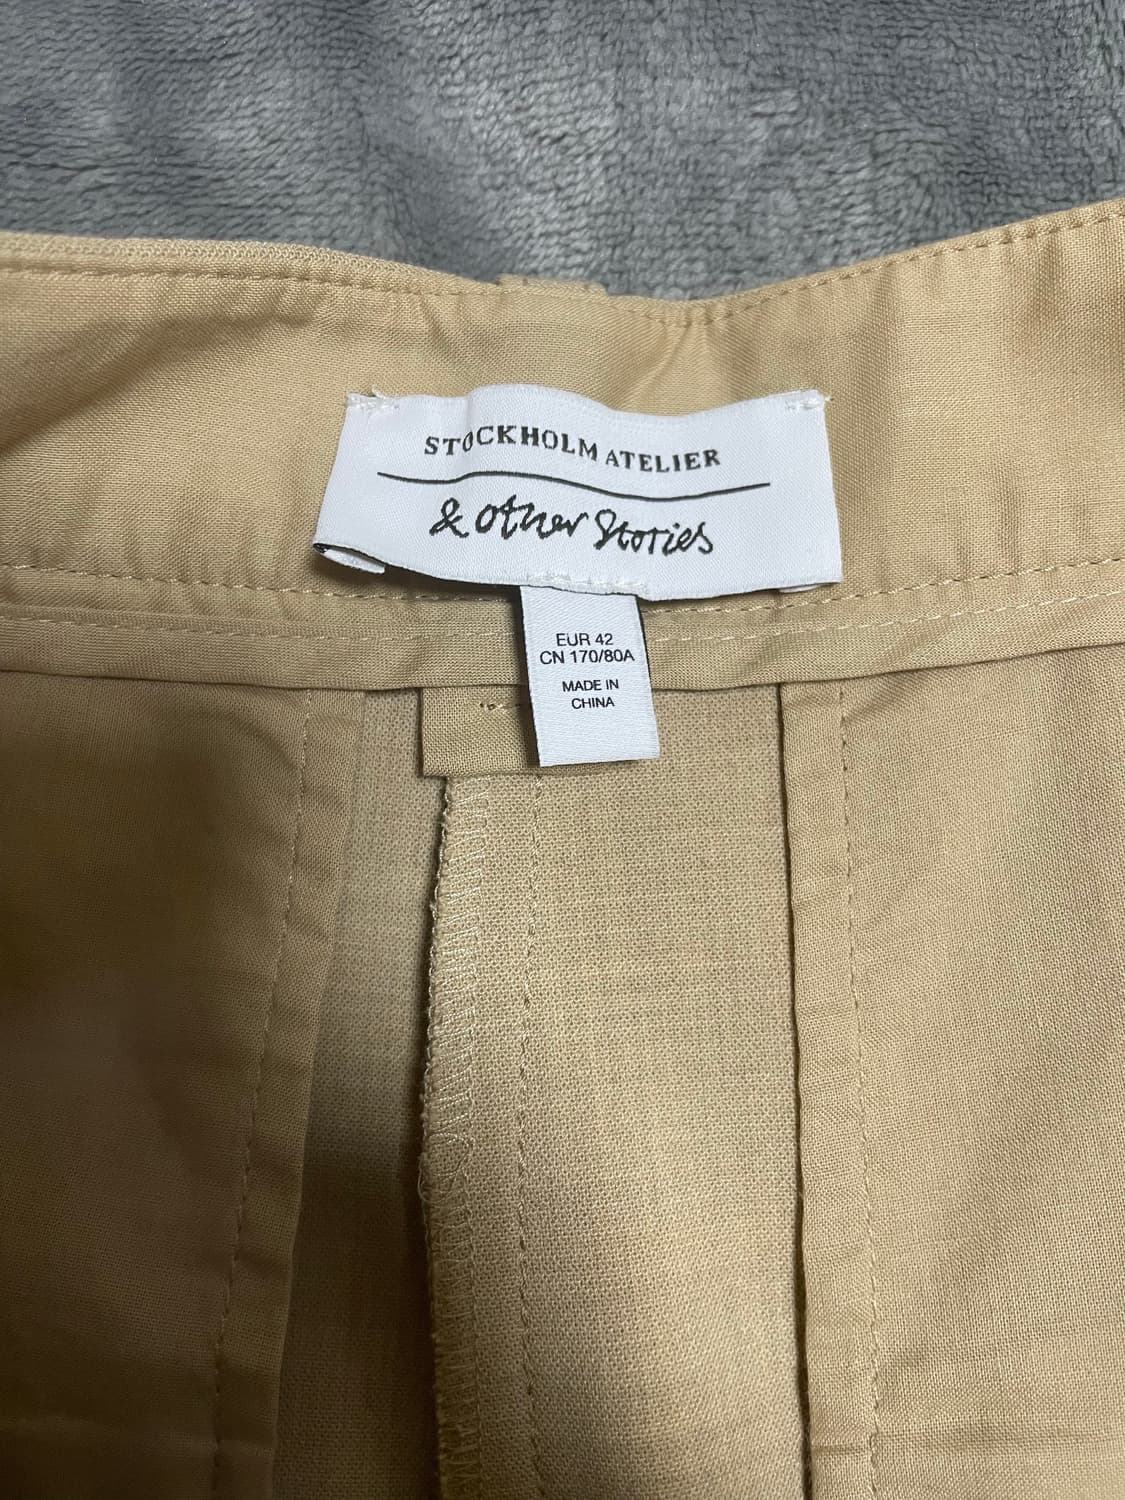 STOCKHOLM ATELIER
& Other Stories
EUR 42
CN 170/80A
MADE IN
CHINA